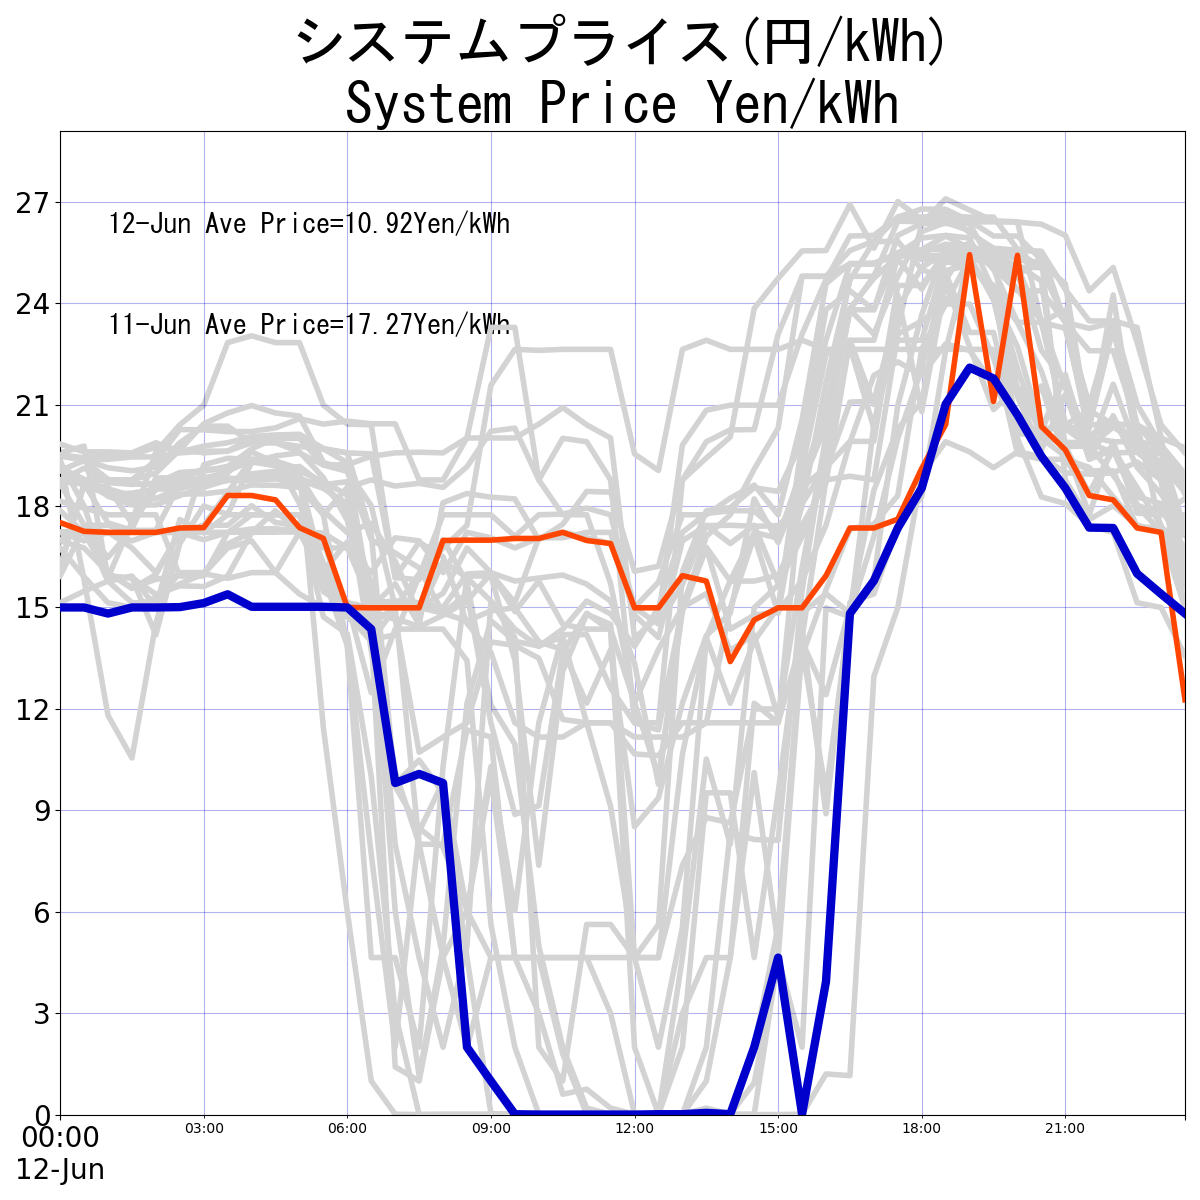 システムプライス(円/kWh)
System Price Yen/kWh
27
12-Jun Ave Price=10.92Yen/kWh
24
11-Jun Ave Price=17.27Yen/kWh
21
18
15
12
9
6
3
0
00:00 03:00 06:00 09:00 12:00 15:00 18:00 21:00
12-Jun